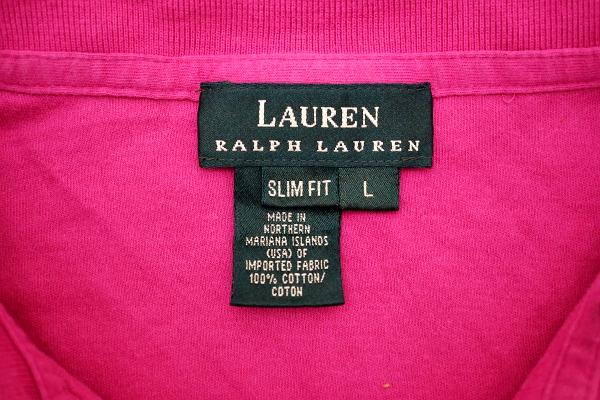 LAUREN
RALPH LAUREN
SLIM FIT L
MADE IN
NORTHERN
MARIANA ISLANDS
(USA) OF
IMPORTED FABRIC
100% COTTON/
COTON